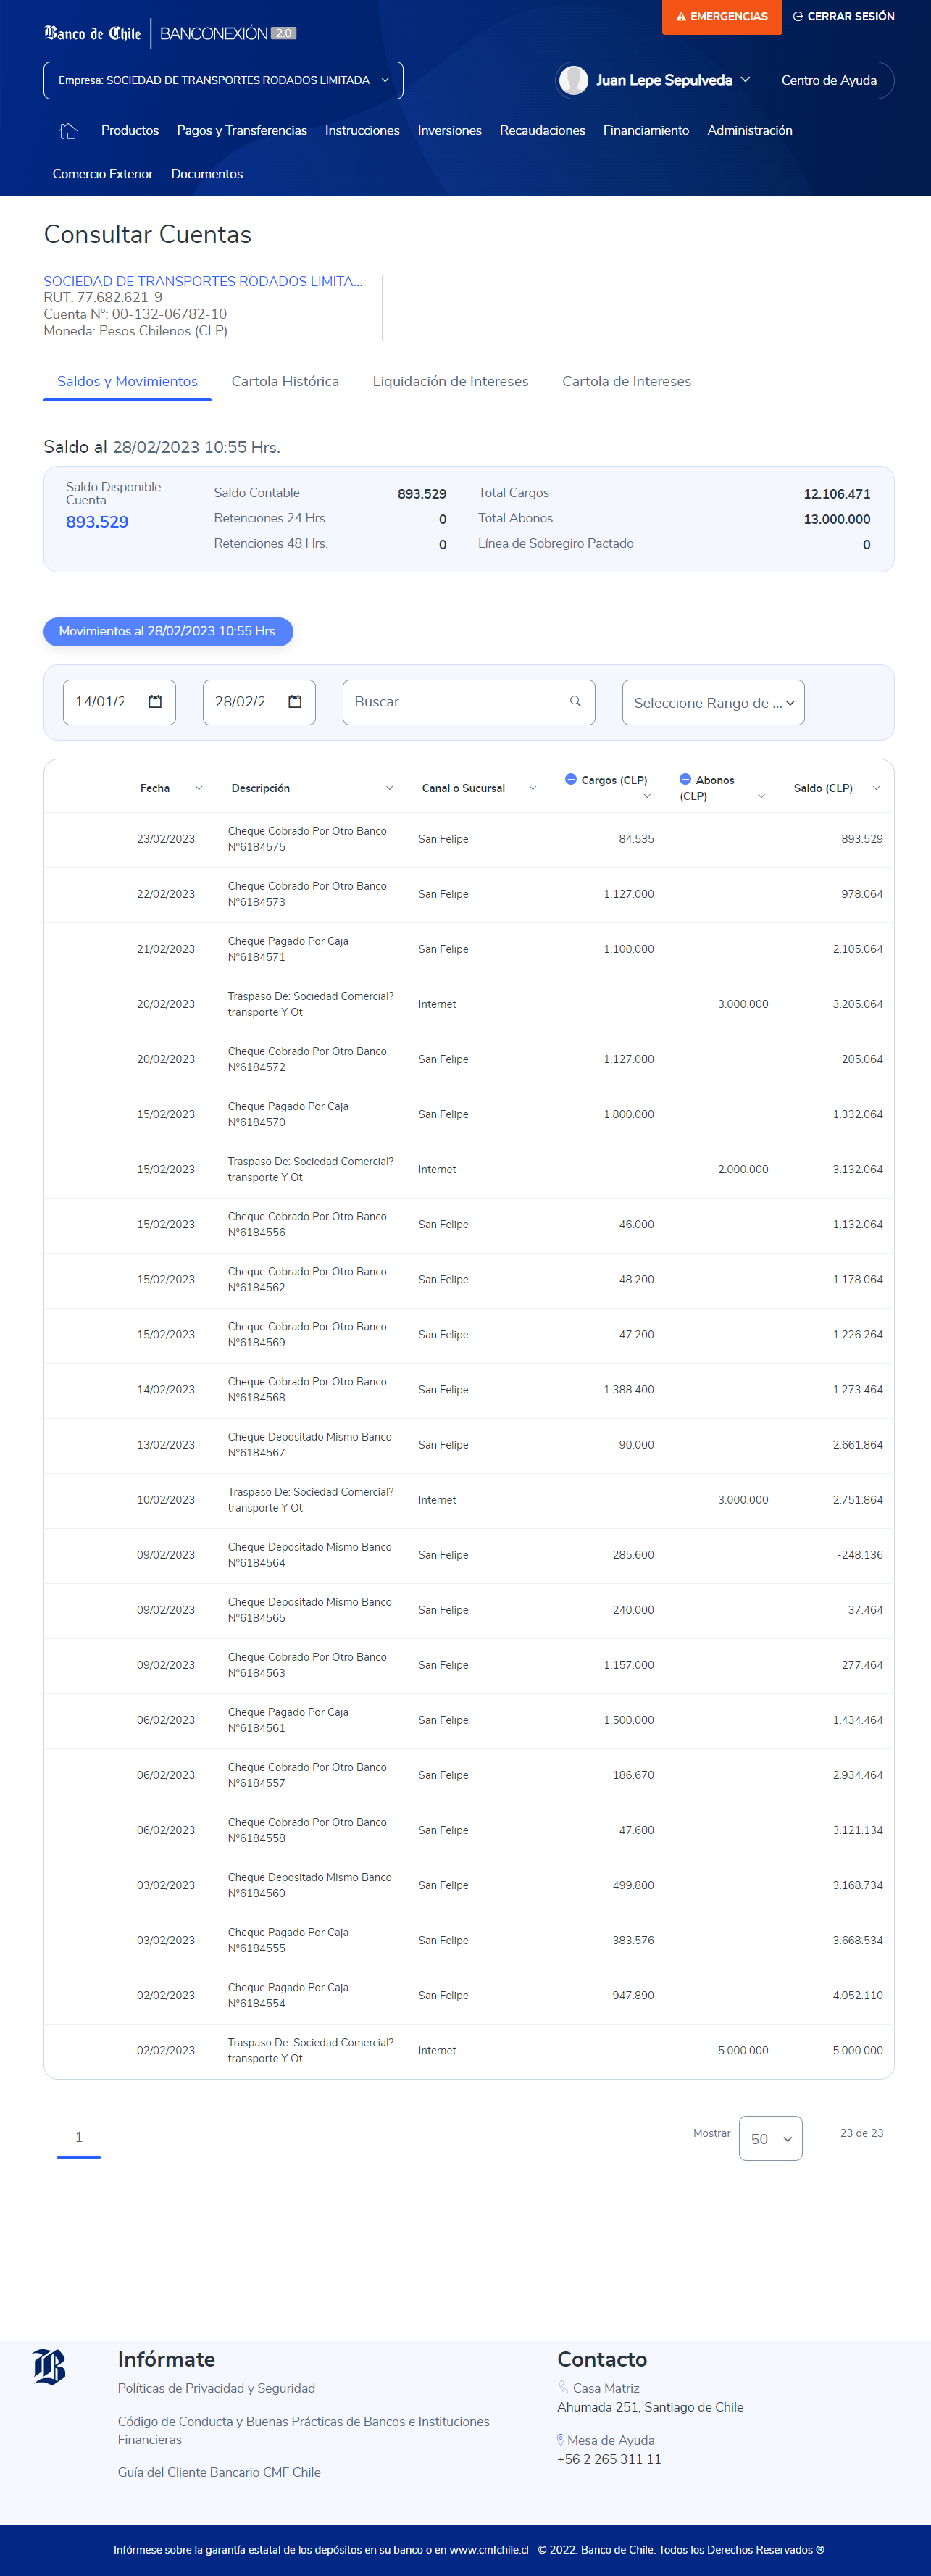 EMERGENCIAS CERRAR SESIÓN
Banco de Chile BANCONEXIÓN 2.0
Empresa: SOCIEDAD DE TRANSPORTES RODADOS LIMITADA Juan Lepe Sepulveda Centro de Ayuda
Productos Pagos y Transferencias Instrucciones Inversiones Recaudaciones Financiamiento Administración
Comercio Exterior Documentos
Consultar Cuentas
SOCIEDAD DE TRANSPORTES RODADOS LIMITA...
RUT: 77.682.621-9
Cuenta N°: 00-132-06782-10
Moneda: Pesos Chilenos (CLP)
Saldos y Movimientos Cartola Histórica Liquidación de Intereses Cartola de Intereses
Saldo al 28/02/2023 10:55 Hrs.
Saldo Disponible
Cuenta
893.529
Saldo Contable 893.529 Total Cargos 12.106.471
Retenciones 24 Hrs. 0 Total Abonos 13.000.000
Retenciones 48 Hrs. 0 Línea de Sobregiro Pactado 0
Movimientos al 28/02/2023 10:55 Hrs.
14/01/2 28/02/2 Buscar Seleccione Rango de ...
Fecha Descripción Canal o Sucursal Cargos (CLP) Abonos (CLP) Saldo (CLP)
23/02/2023 Cheque Cobrado Por Otro Banco N°6184575 San Felipe 84.535 893.529
22/02/2023 Cheque Cobrado Por Otro Banco N°6184573 San Felipe 1.127.000 978.064
21/02/2023 Cheque Pagado Por Caja N°6184571 San Felipe 1.100.000 2.105.064
20/02/2023 Traspaso De: Sociedad Comercial? transporte Y Ot Internet 3.000.000 3.205.064
20/02/2023 Cheque Cobrado Por Otro Banco N°6184572 San Felipe 1.127.000 205.064
15/02/2023 Cheque Pagado Por Caja N°6184570 San Felipe 1.800.000 1.332.064
15/02/2023 Traspaso De: Sociedad Comercial? transporte Y Ot Internet 2.000.000 3.132.064
15/02/2023 Cheque Cobrado Por Otro Banco N°6184556 San Felipe 46.000 1.132.064
15/02/2023 Cheque Cobrado Por Otro Banco N°6184562 San Felipe 48.200 1.178.064
15/02/2023 Cheque Cobrado Por Otro Banco N°6184569 San Felipe 47.200 1.226.264
14/02/2023 Cheque Cobrado Por Otro Banco N°6184568 San Felipe 1.388.400 1.273.464
13/02/2023 Cheque Depositado Mismo Banco N°6184567 San Felipe 90.000 2.661.864
10/02/2023 Traspaso De: Sociedad Comercial? transporte Y Ot Internet 3.000.000 2.751.864
09/02/2023 Cheque Depositado Mismo Banco N°6184564 San Felipe 285.600 -248.136
09/02/2023 Cheque Depositado Mismo Banco N°6184565 San Felipe 240.000 37.464
09/02/2023 Cheque Cobrado Por Otro Banco N°6184563 San Felipe 1.157.000 277.464
06/02/2023 Cheque Pagado Por Caja N°6184561 San Felipe 1.500.000 1.434.464
06/02/2023 Cheque Cobrado Por Otro Banco N°6184557 San Felipe 186.670 2.934.464
06/02/2023 Cheque Cobrado Por Otro Banco N°6184558 San Felipe 47.600 3.121.134
03/02/2023 Cheque Depositado Mismo Banco N°6184560 San Felipe 499.800 3.168.734
03/02/2023 Cheque Pagado Por Caja N°6184555 San Felipe 383.576 3.668.534
02/02/2023 Cheque Pagado Por Caja N°6184554 San Felipe 947.890 4.052.110
02/02/2023 Traspaso De: Sociedad Comercial? transporte Y Ot Internet 5.000.000 5.000.000
1 Mostrar 50 23 de 23
B
Infórmate
Políticas de Privacidad y Seguridad
Código de Conducta y Buenas Prácticas de Bancos e Instituciones
Financieras
Guía del Cliente Bancario CMF Chile
Contacto
Casa Matriz
Ahumada 251, Santiago de Chile
Mesa de Ayuda
+56 2 265 311 11
Infórmese sobre la garantía estatal de los depósitos en su banco o en www.cmfchile.cl © 2022. Banco de Chile. Todos los Derechos Reservados ®